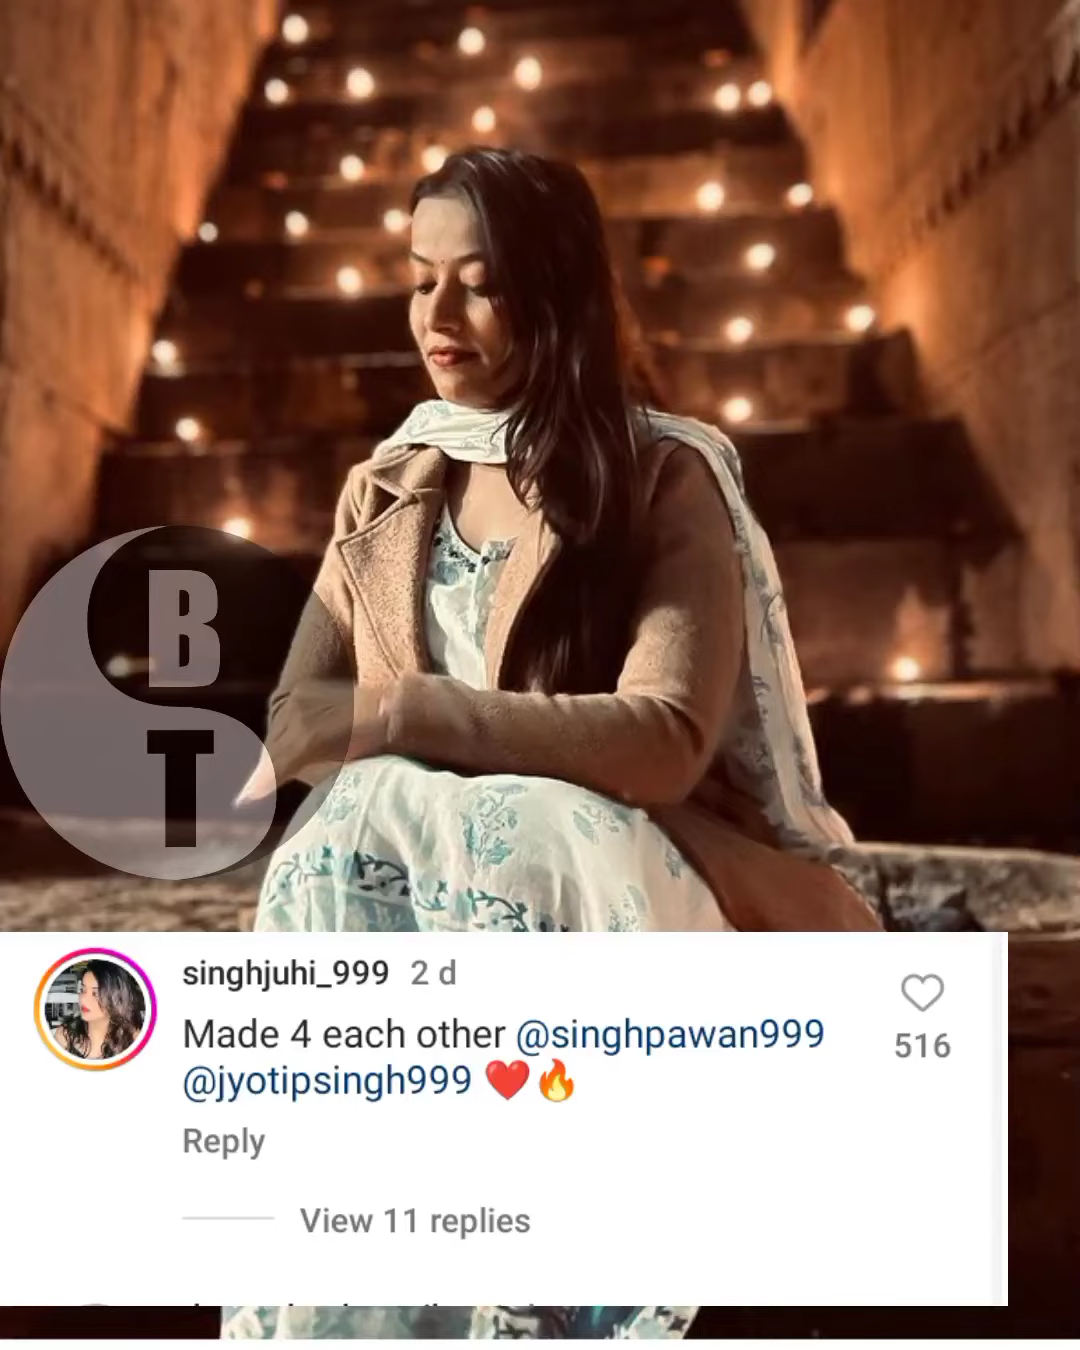 B
T
singhjuhi_999 2 d
Made 4 each other @singhpawan999
@jyotipsingh999 ❤️🔥
516
Reply
View 11 replies